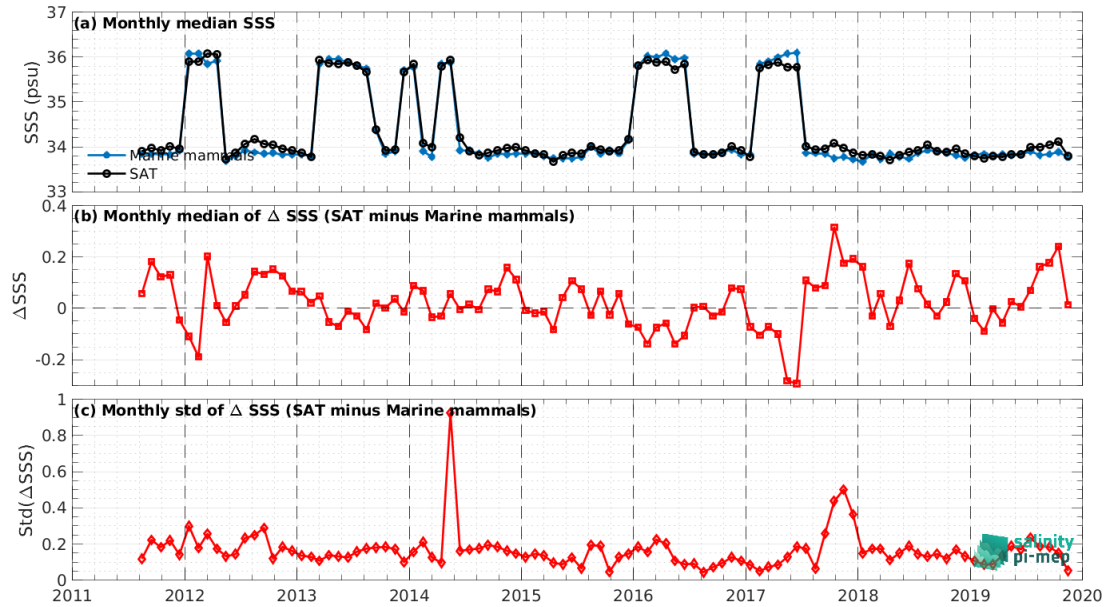 (a) Monthly median SSS
37
36
35
34
33
SSS (psu)
Marine mammals
SAT
(b) Monthly median of Δ SSS (SAT minus Marine mammals)
0.4
0.2
0
-0.2
ΔSSS
(c) Monthly std of Δ SSS (SAT minus Marine mammals)
1
0.8
0.6
0.4
0.2
0
Std(ΔSSS)
salinity
pi-mep
2011 2012 2013 2014 2015 2016 2017 2018 2019 2020